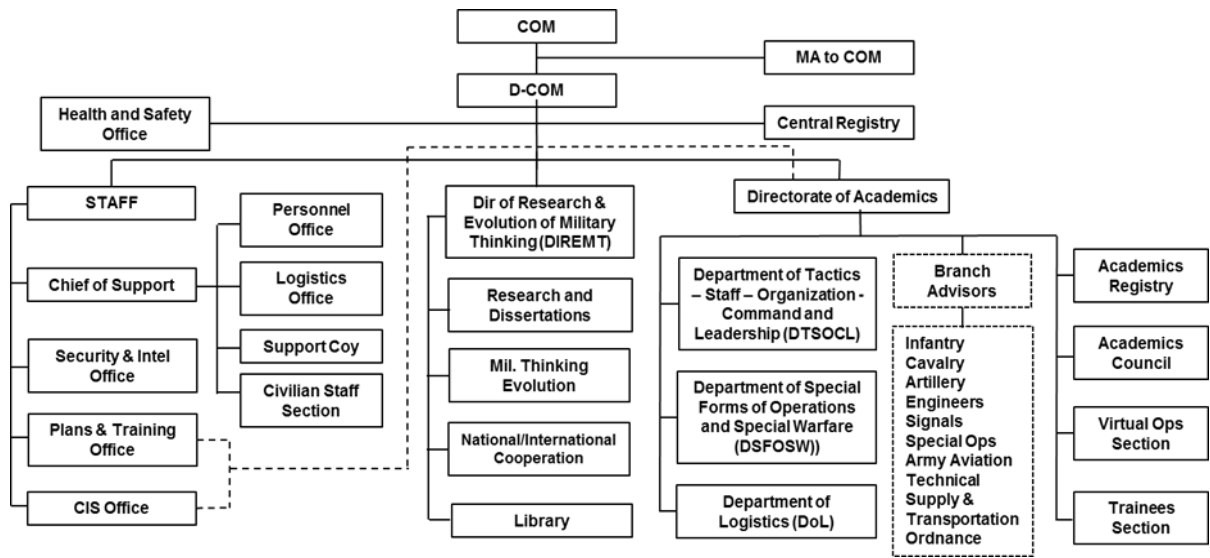 COM
MA to COM
D-COM
Health and Safety
Office
Central Registry
STAFF
Chief of Support
Security & Intel
Office
Plans & Training
Office
CIS Office
Personnel
Office
Logistics
Office
Support Coy
Civilian Staff
Section
Dir of Research &
Evolution of Military
Thinking (DIREMT)
Research and
Dissertations
Mil. Thinking
Evolution
National/International
Cooperation
Library
Directorate of Academics
Department of Tactics
– Staff – Organization -
Command and
Leadership (DTSOCL)
Department of Special
Forms of Operations
and Special Warfare
(DSFOSW))
Department of
Logistics (DoL)
Branch
Advisors
Infantry
Cavalry
Artillery
Engineers
Signals
Special Ops
Army Aviation
Technical
Supply &
Transportation
Ordnance
Academics
Registry
Academics
Council
Virtual Ops
Section
Trainees
Section